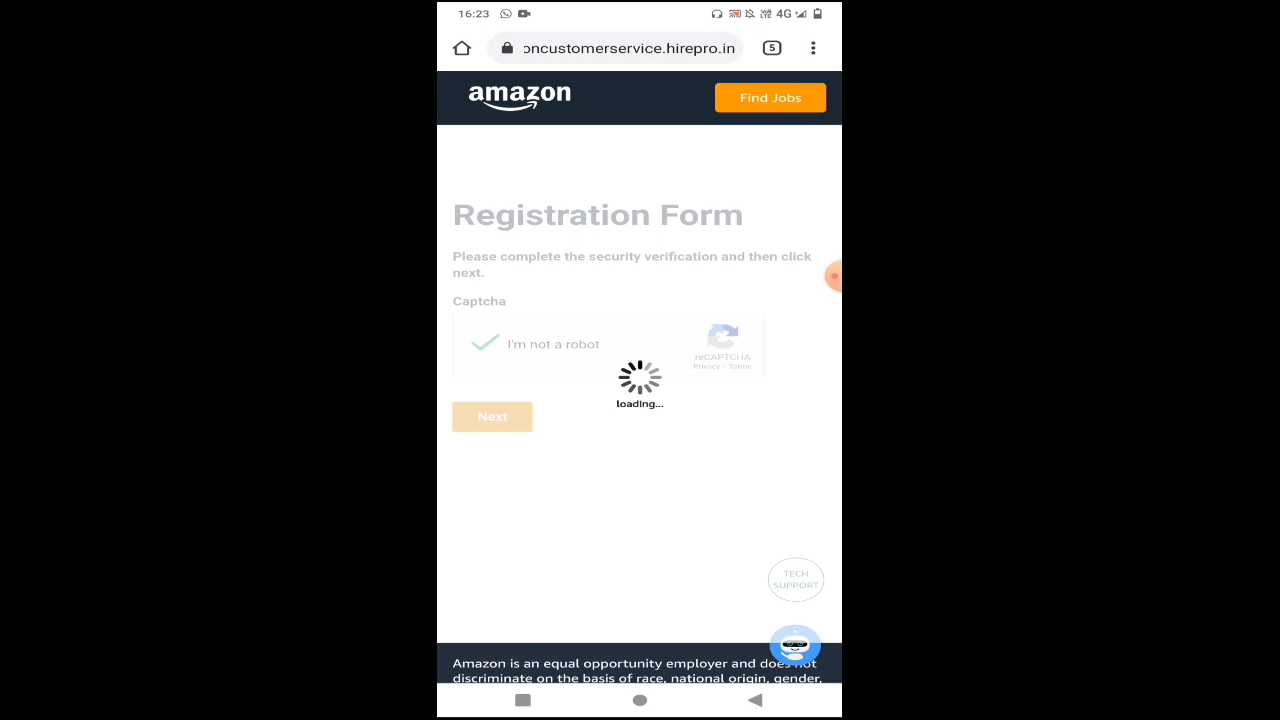 16:23
4G
oncustomerservice.hirepro.in
5
amazon
Find Jobs
Registration Form
Please complete the security verification and then click
next.
Captcha
I'm not a robot
reCAPTCHA
Privacy - Terms
loading...
Next
TECH
SUPPORT
Amazon is an equal opportunity employer and does not
discriminate on the basis of race, national origin, gender,